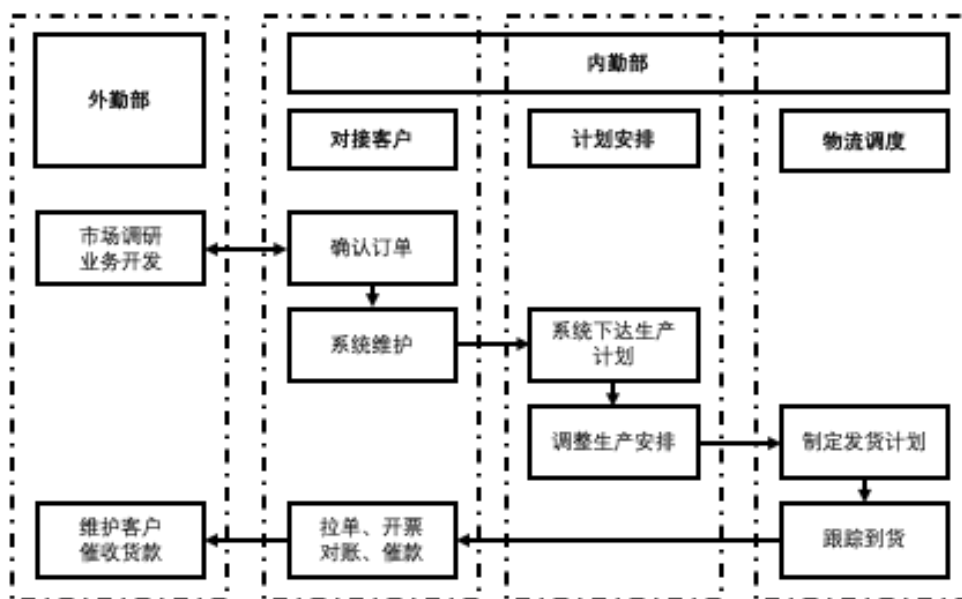 外勤部
内勤部
对接客户
计划安排
物流调度
市场调研
业务开发
确认订单
系统维护
系统下达生产
计划
调整生产安排
制定发货计划
维护客户
催收货款
拉单、开票
对账、催款
跟踪到货